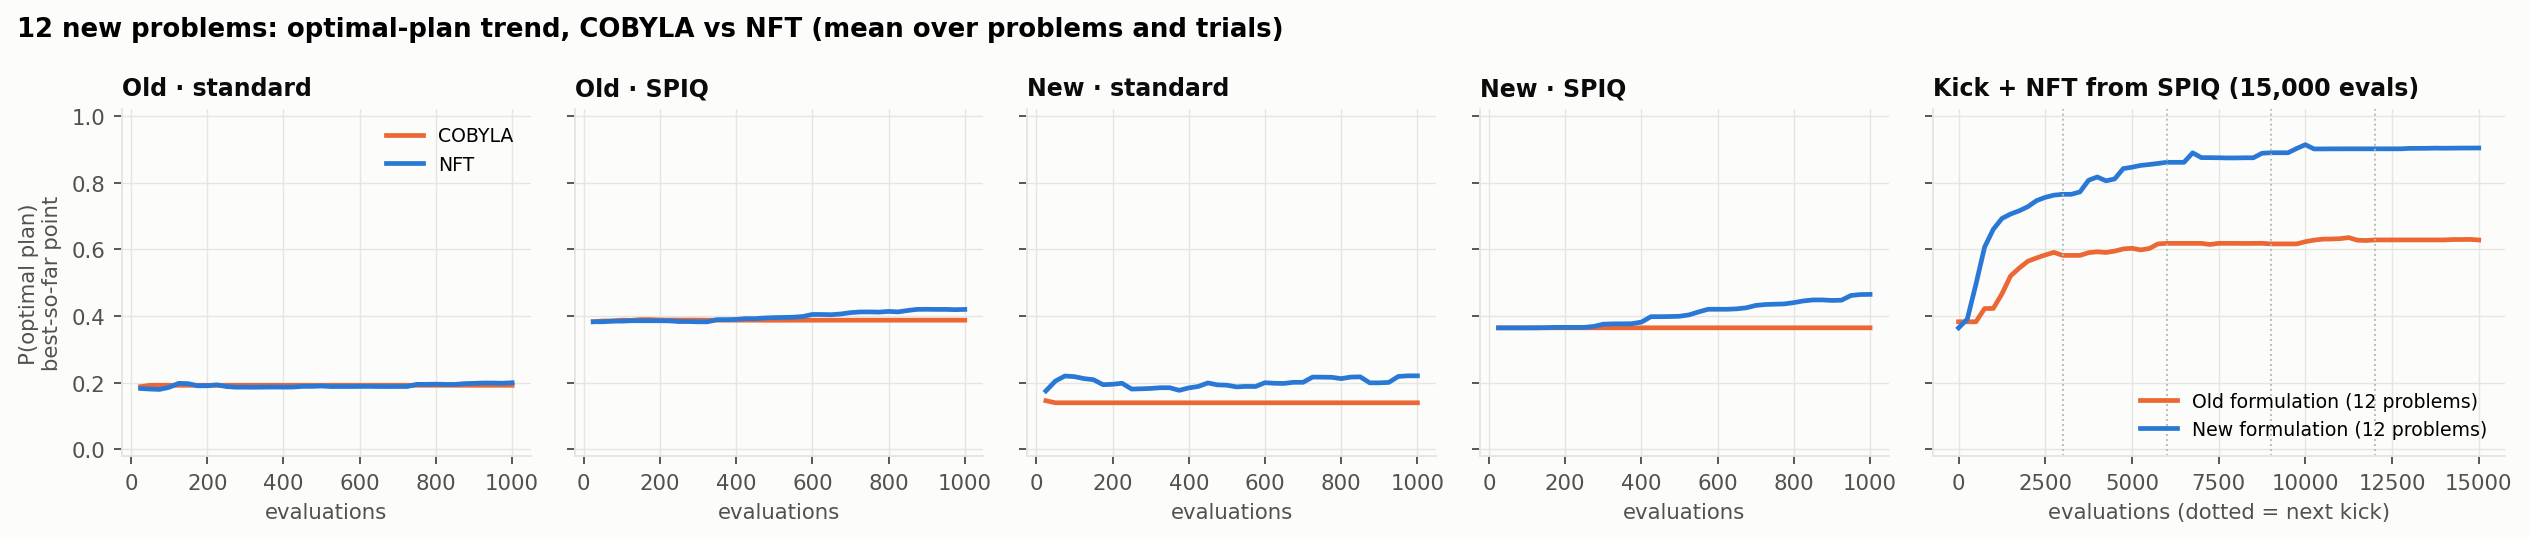 12 new problems: optimal-plan trend, COBYLA vs NFT (mean over problems and trials)
Old · standard
P(optimal plan)
best-so-far point
1.0
0.8
0.6
0.4
0.2
0.0
COBYLA
NFT
0 200 400 600 800 1000
evaluations
Old · SPIQ
0 200 400 600 800 1000
evaluations
New · standard
0 200 400 600 800 1000
evaluations
New · SPIQ
0 200 400 600 800 1000
evaluations
Kick + NFT from SPIQ (15,000 evals)
Old formulation (12 problems)
New formulation (12 problems)
0 2500 5000 7500 10000 12500 15000
evaluations (dotted = next kick)